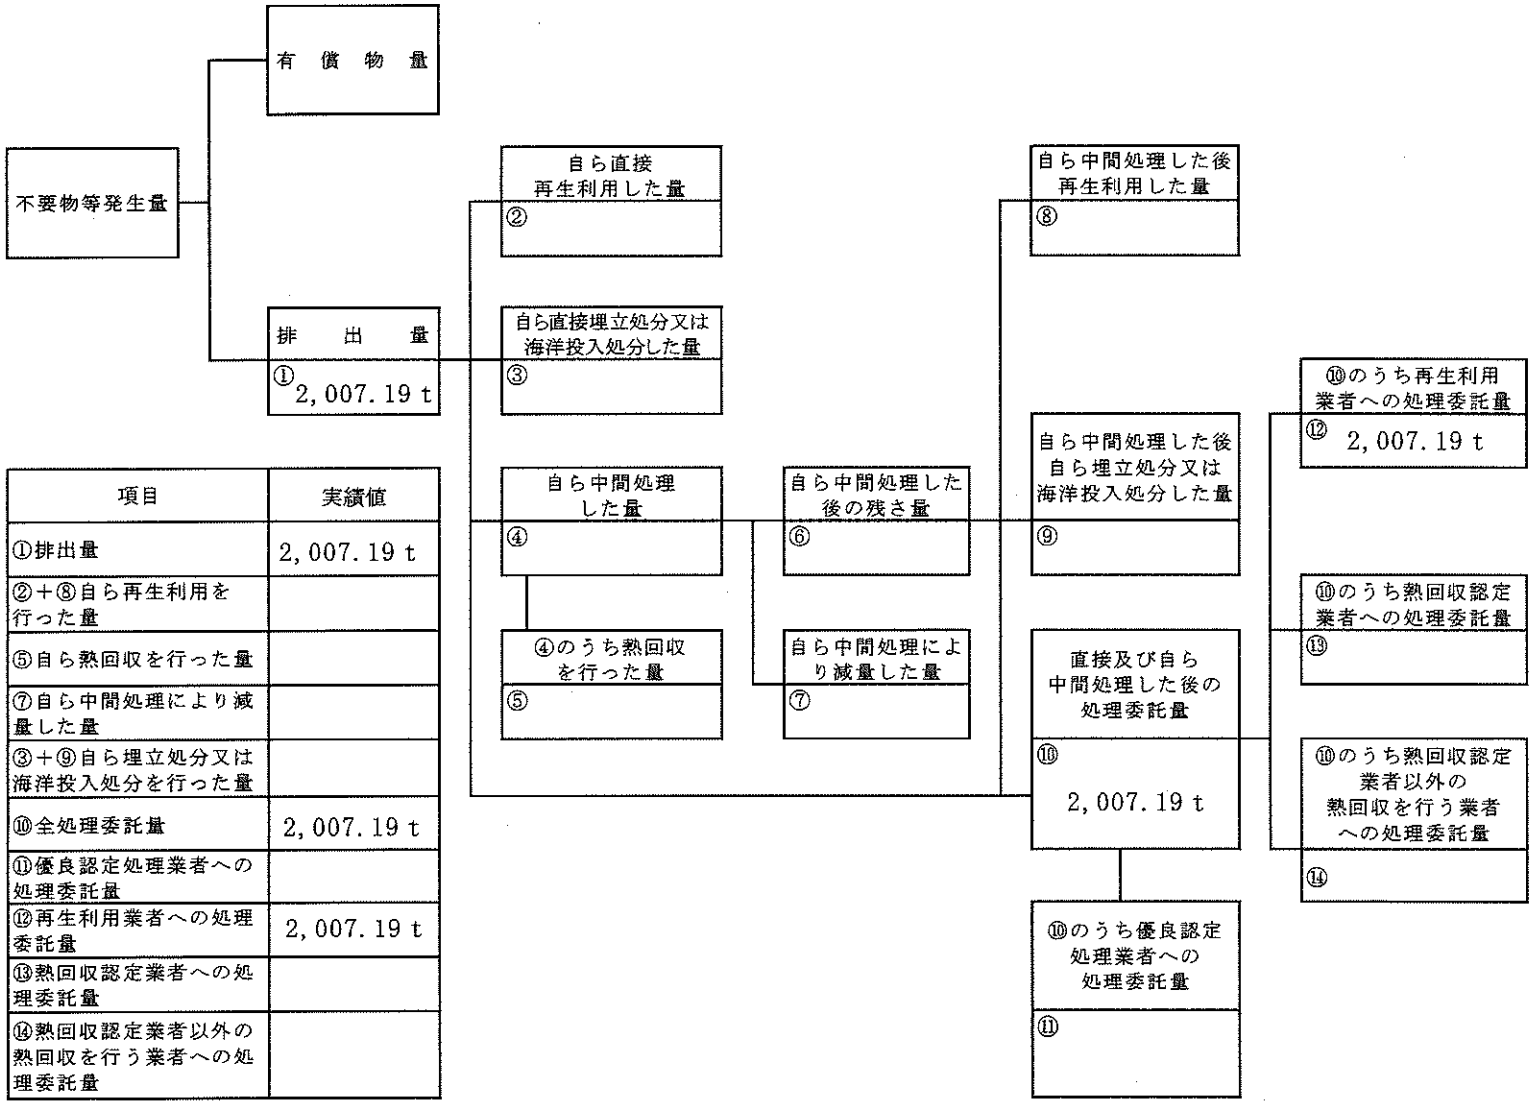 有償物量
不要物等発生量
排出量
①
2,007.19 t
自ら直接
再生利用した量
②
自ら直接埋立処分又は
海洋投入処分した量
③
自ら中間処理
した量
④
④のうち熱回収
を行った量
⑤
自ら中間処理した
後の残さ量
⑥
自ら中間処理によ
り減量した量
⑦
自ら中間処理した後
再生利用した量
⑧
自ら中間処理した後
自ら埋立処分又は
海洋投入処分した量
⑨
直接及び自ら
中間処理した後の
処理委託量
⑩
2,007.19 t
⑩のうち優良認定
処理業者への
処理委託量
⑪
⑩のうち再生利用
業者への処理委託量
⑫ 2,007.19 t
⑩のうち熱回収認定
業者への処理委託量
⑬
⑩のうち熱回収認定
業者以外の
熱回収を行う業者
への処理委託量
⑭
項目 実績値
①排出量 2,007.19 t
②+⑧自ら再生利用を
行った量
⑤自ら熱回収を行った量
⑦自ら中間処理により減
量した量
③+⑨自ら埋立処分又は
海洋投入処分を行った量
⑩全処理委託量 2,007.19 t
⑪優良認定処理業者への
処理委託量
⑫再生利用業者への処理
委託量 2,007.19 t
⑬熱回収認定業者への処
理委託量
⑭熱回収認定業者以外の
熱回収を行う業者への処
理委託量